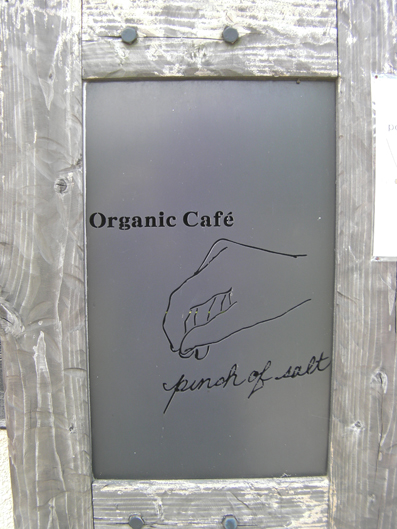 Organic Café
pinch of salt